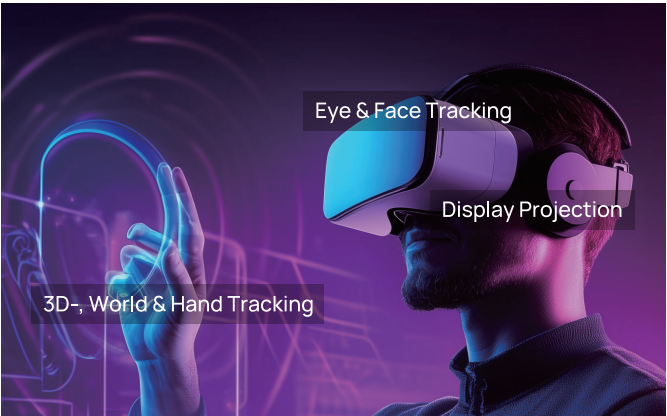 Eye & Face Tracking
Display Projection
3D-, World & Hand Tracking